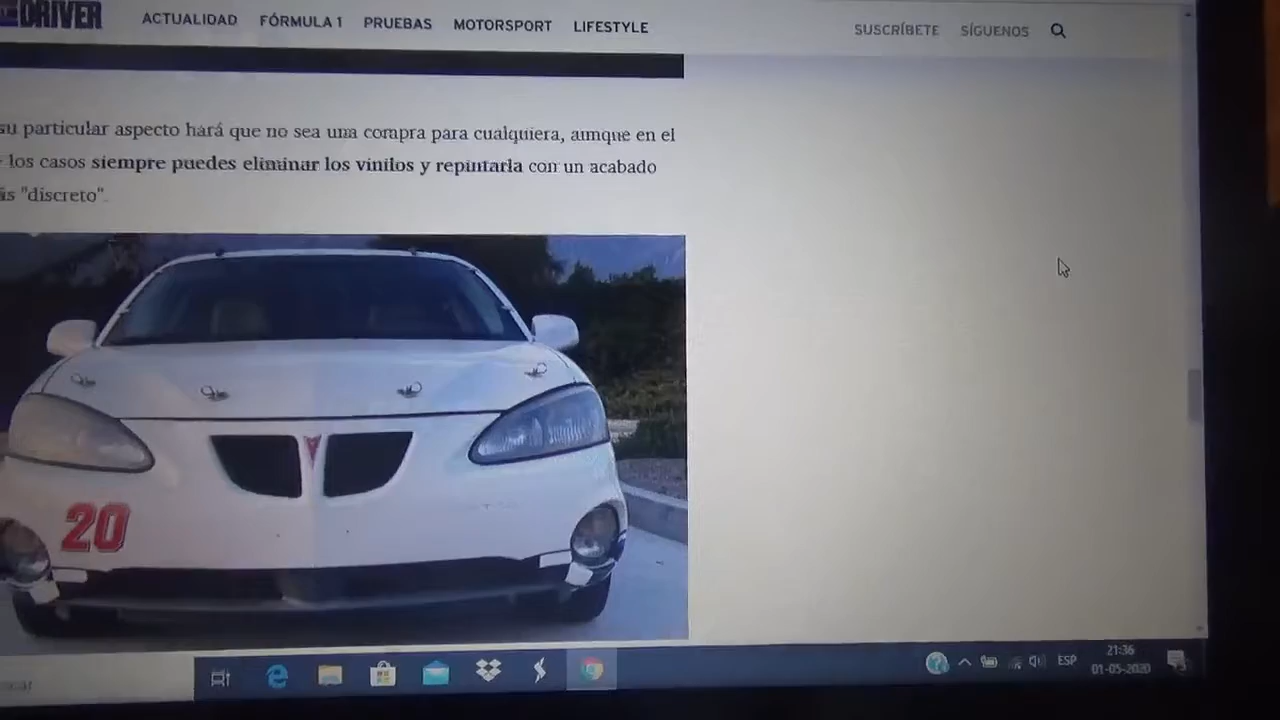 DRIVER
ACTUALIDAD FÓRMULA 1 PRUEBAS MOTORSPORT LIFESTYLE SUSCRÍBETE SÍGUENOS
su particular aspecto hará que no sea una compra para cualquiera, aunque en el
los casos siempre puedes eliminar los vinilos y repintarla con un acabado
ás "discreto".
20
21:36
ESP
01-05-2020